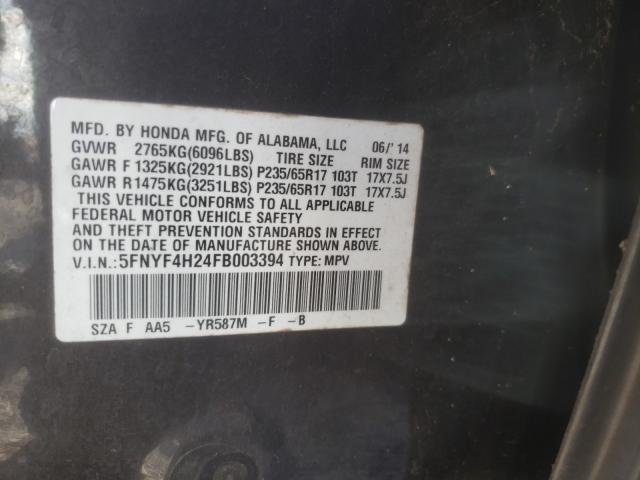 MFD. BY HONDA MFG. OF ALABAMA, LLC 06/'14
GVWR 2765KG(6096LBS) TIRE SIZE RIM SIZE
GAWR F 1325KG(2921LBS) P235/65R17 103T 17X7.5J
GAWR R1475KG(3251LBS) P235/65R17 103T 17X7.5J
THIS VEHICLE CONFORMS TO ALL APPLICABLE
FEDERAL MOTOR VEHICLE SAFETY
AND THEFT PREVENTION STANDARDS IN EFFECT
ON THE DATE OF MANUFACTURE SHOWN ABOVE.
V.I.N.:5FNYF4H24FB003394 TYPE: MPV
SZA F AA5 -YR587M -F -B